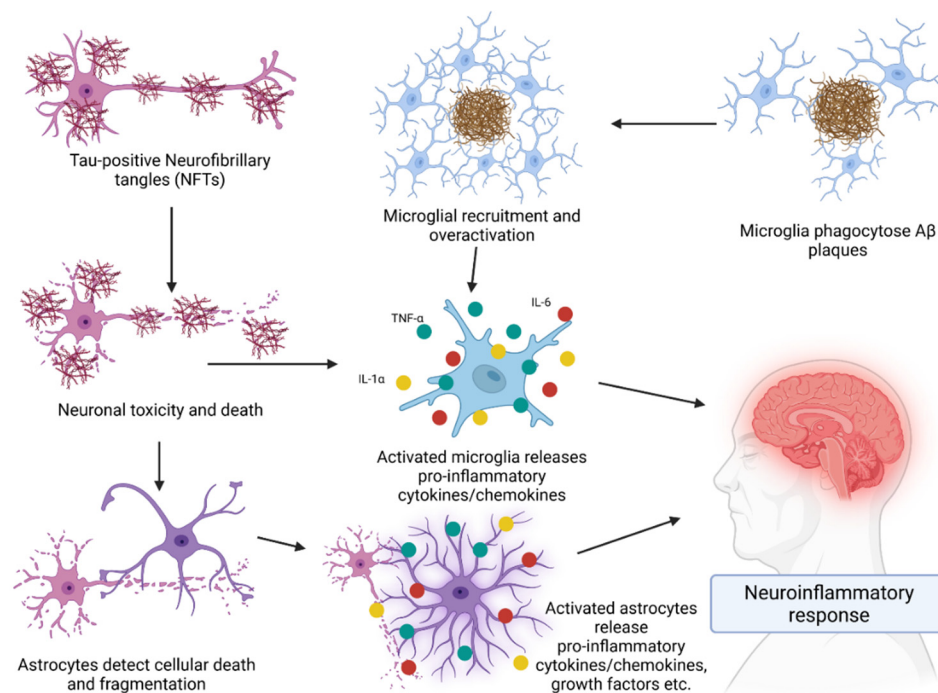 Tau-positive Neurofibrillary
tangles (NFTs)
Microglial recruitment and
overactivation
Microglia phagocytose Aβ
plaques
Neuronal toxicity and death
TNF-α
IL-6
IL-1α
Activated microglia releases
pro-inflammatory
cytokines/chemokines
Astrocytes detect cellular death
and fragmentation
Activated astrocytes
release
pro-inflammatory
cytokines/chemokines,
growth factors etc.
Neuroinflammatory
response